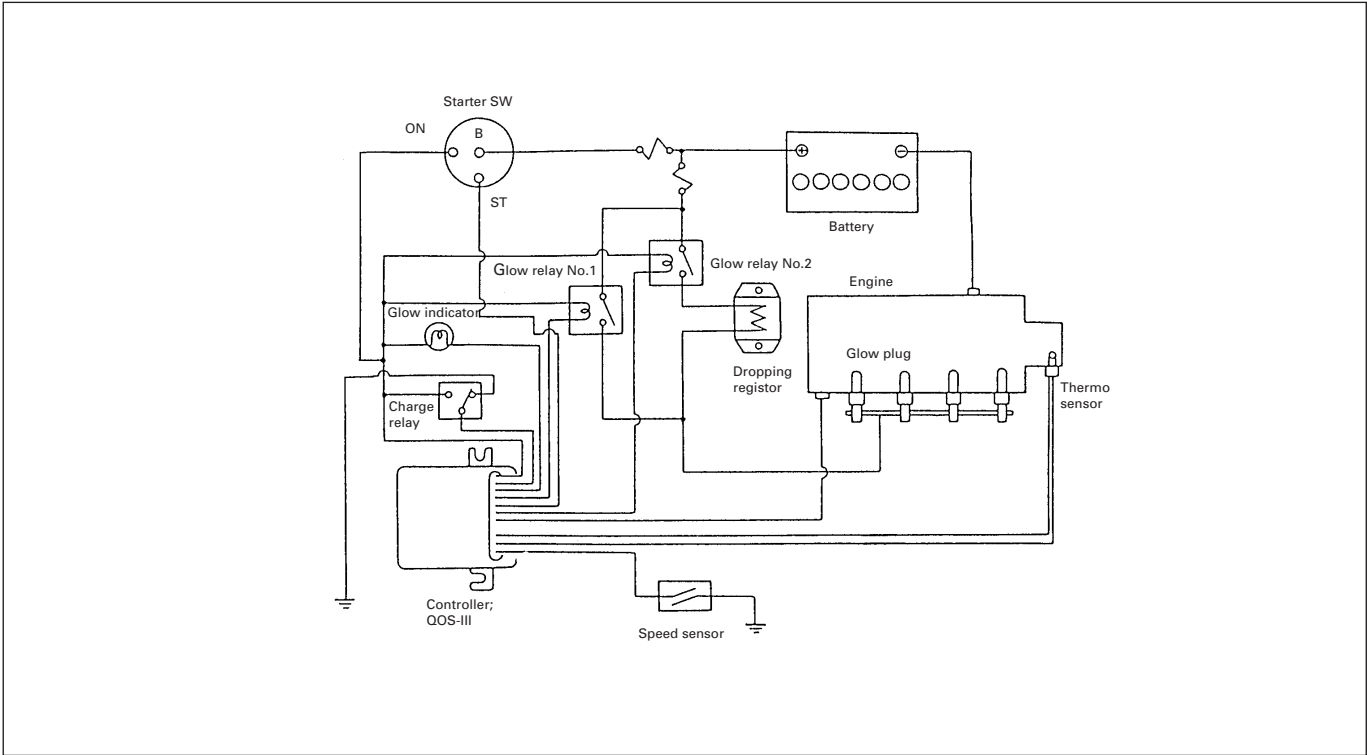 Starter SW
ON
B
ST
Battery
Glow relay No.1
Glow relay No.2
Engine
Glow indicator
Glow plug
Dropping
registor
Thermo
sensor
Charge
relay
Controller;
QOS-III
Speed sensor